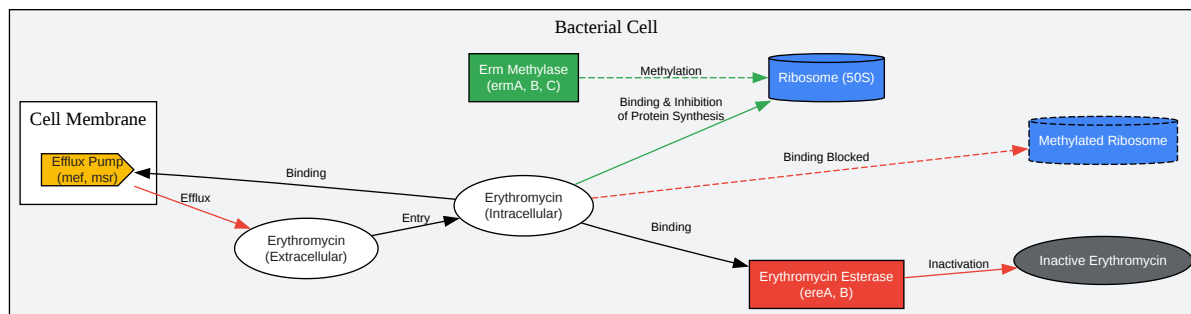 Bacterial Cell
Erm Methylase
(ermA, B, C)
Methylation
Ribosome (50S)
Binding & Inhibition
of Protein Synthesis
Cell Membrane
Efflux Pump
(mef, msr)
Binding
Efflux
Erythromycin
(Extracellular)
Entry
Erythromycin
(Intracellular)
Binding Blocked
Methylated Ribosome
Binding
Erythromycin Esterase
(ereA, B)
Inactivation
Inactive Erythromycin